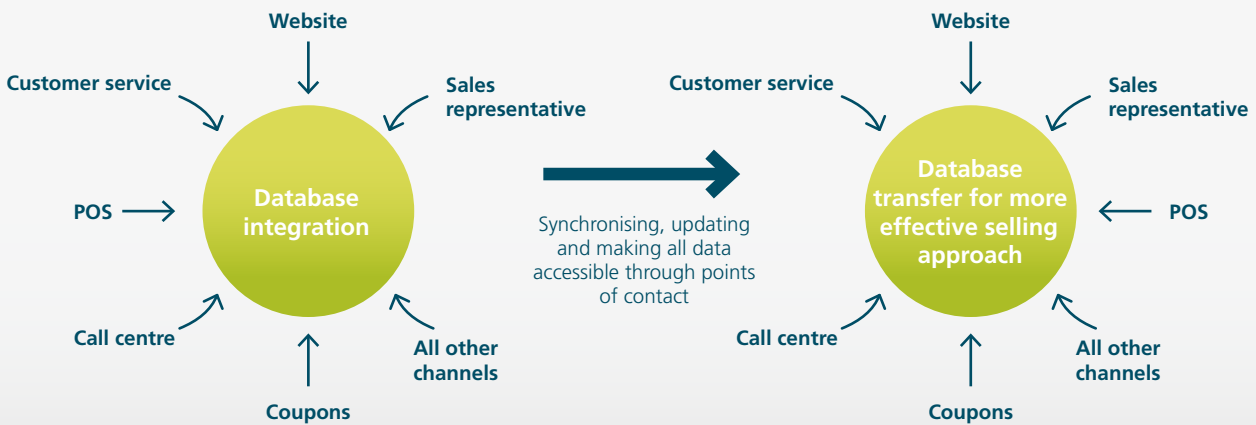 Website
Customer service
Sales
representative
Database
integration
POS
Call centre
All other
channels
Coupons
Synchronising, updating
and making all data
accessible through points
of contact
Website
Customer service
Sales
representative
Database
transfer for more
effective selling
approach
POS
Call centre
All other
channels
Coupons